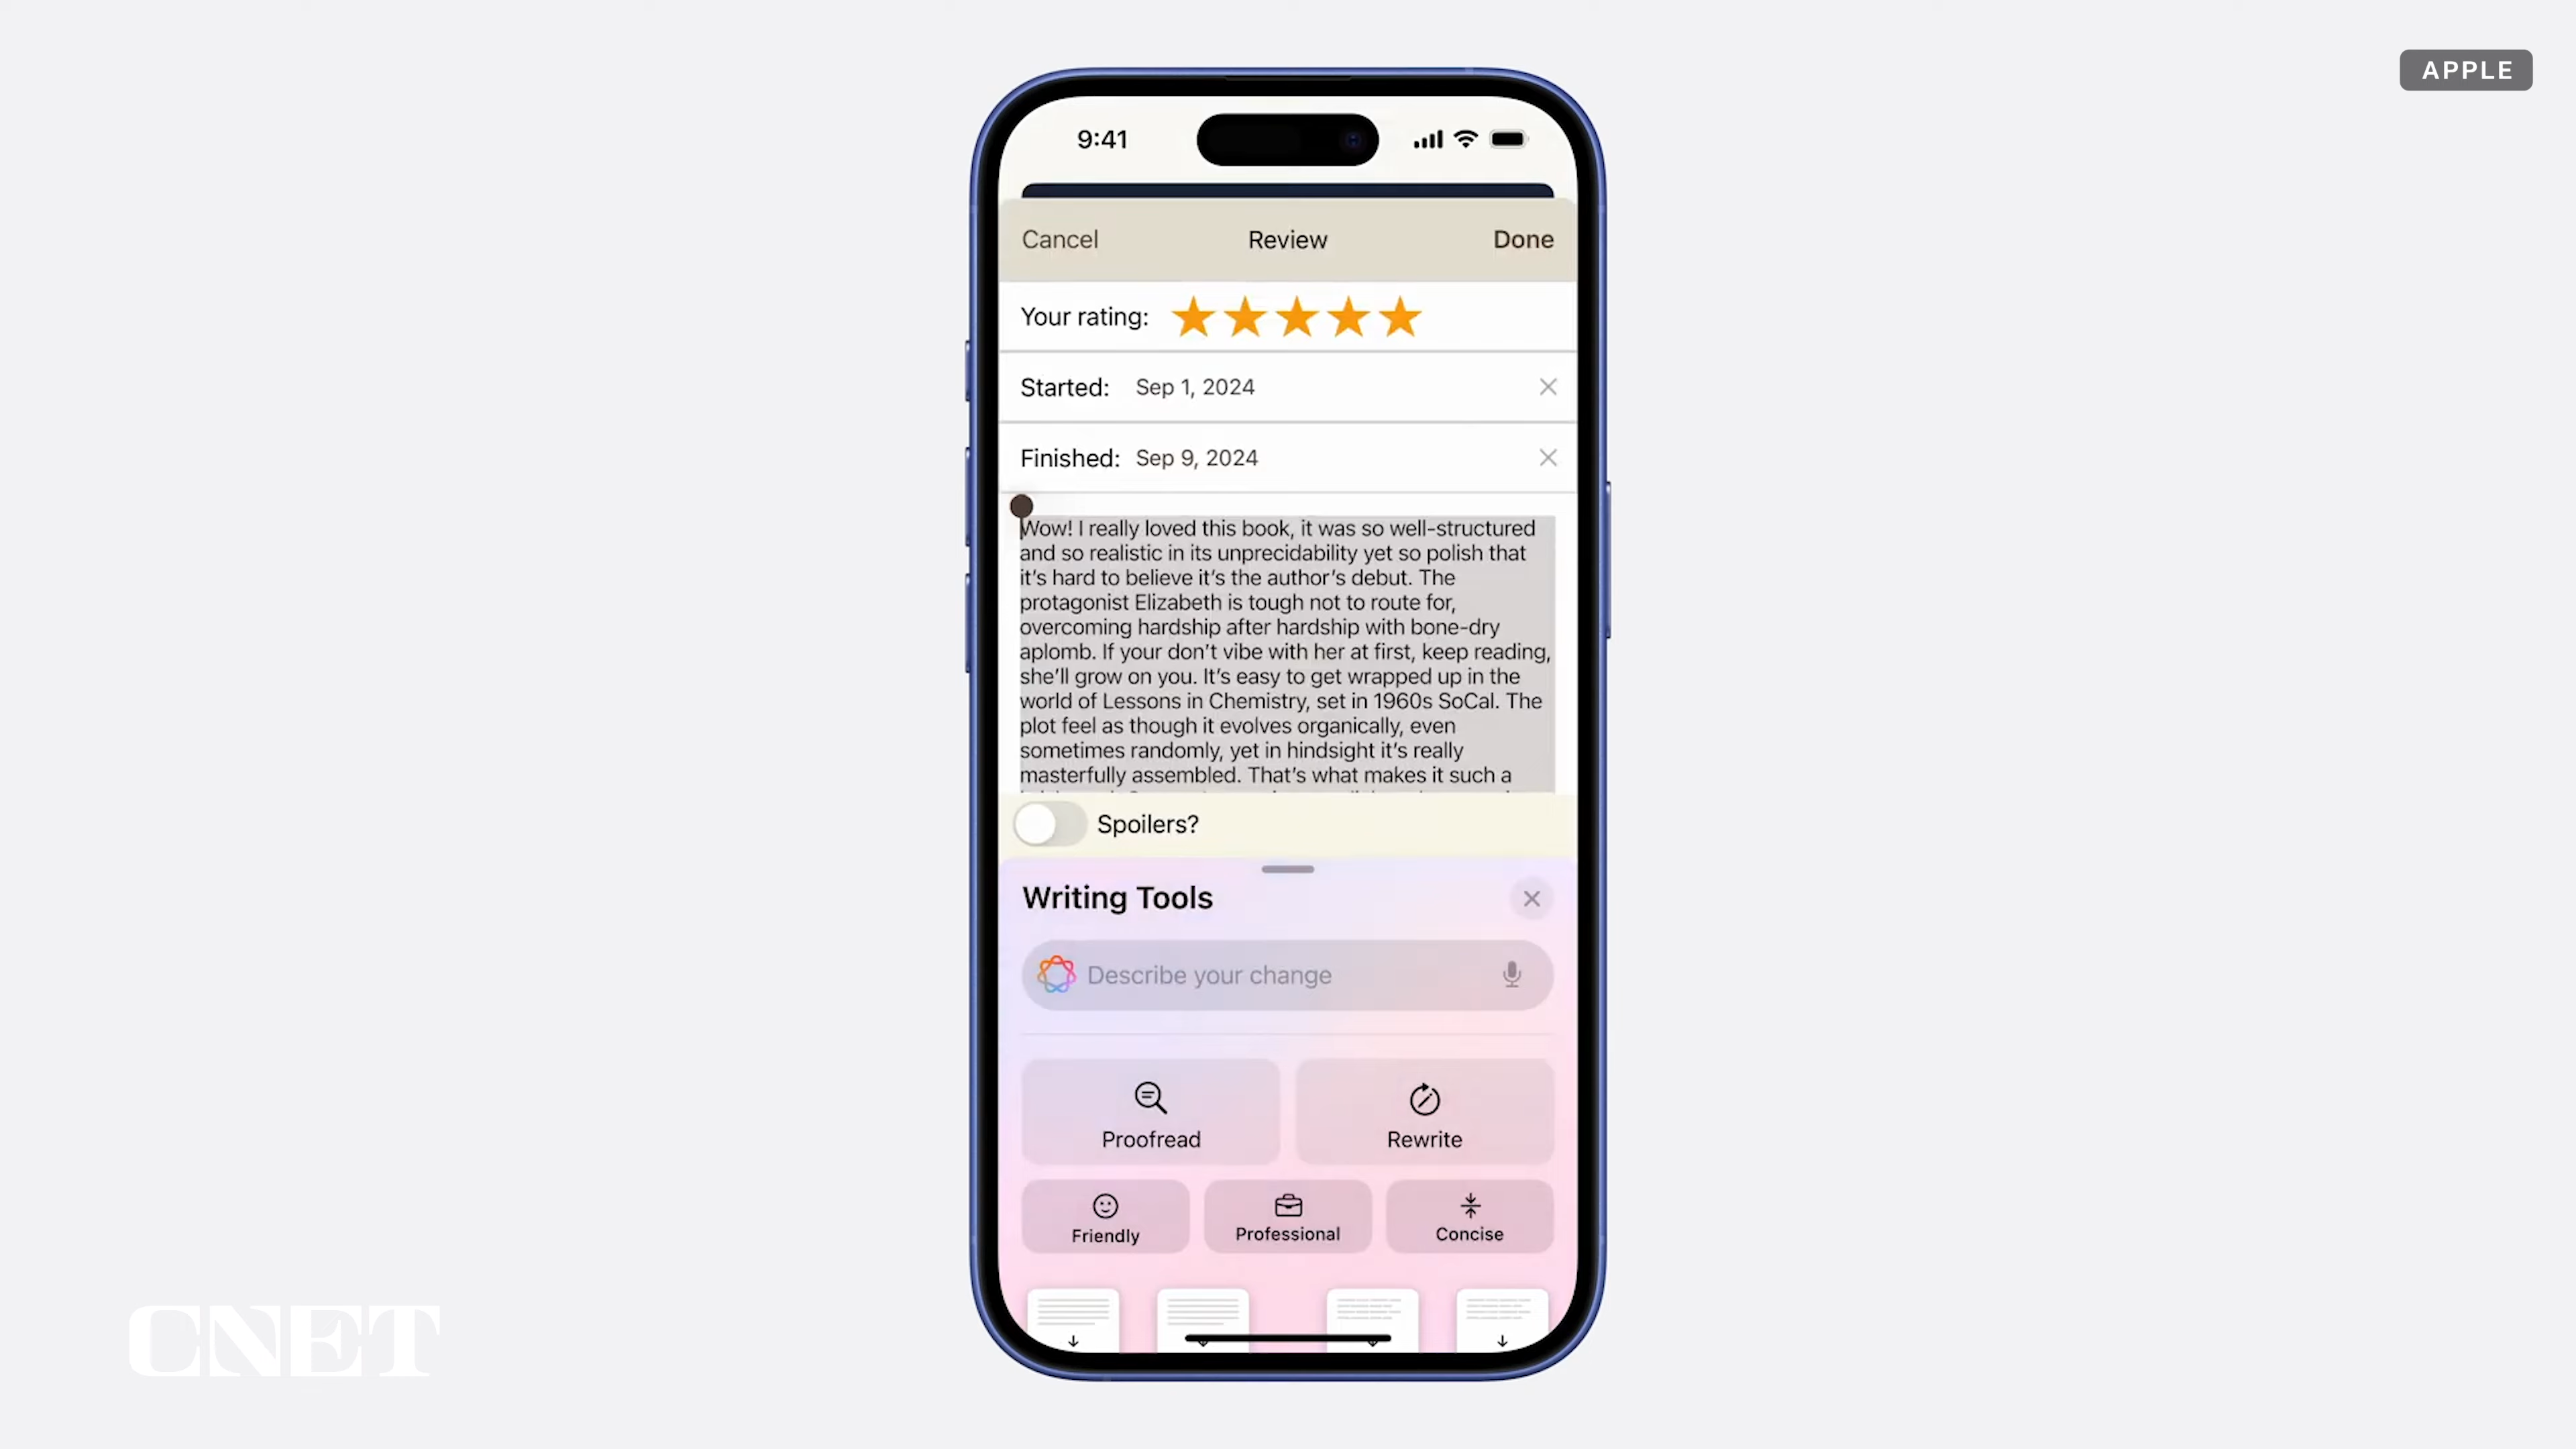 APPLE
9:41
Cancel Review Done
Your rating:
Started: Sep 1, 2024
Finished: Sep 9, 2024
Wow! I really loved this book, it was so well-structured
and so realistic in its unprecidability yet so polish that
it's hard to believe it's the author's debut. The
protagonist Elizabeth is tough not to route for,
overcoming hardship after hardship with bone-dry
aplomb. If your don't vibe with her at first, keep reading,
she'll grow on you. It's easy to get wrapped up in the
world of Lessons in Chemistry, set in 1960s SoCal. The
plot feel as though it evolves organically, even
sometimes randomly, yet in hindsight it's really
masterfully assembled. That's what makes it such a
Spoilers?
Writing Tools
Describe your change
Proofread Rewrite
Friendly Professional Concise
CNET